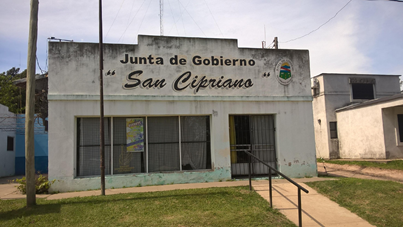 Junta de Gobierno
"San Cipriano"